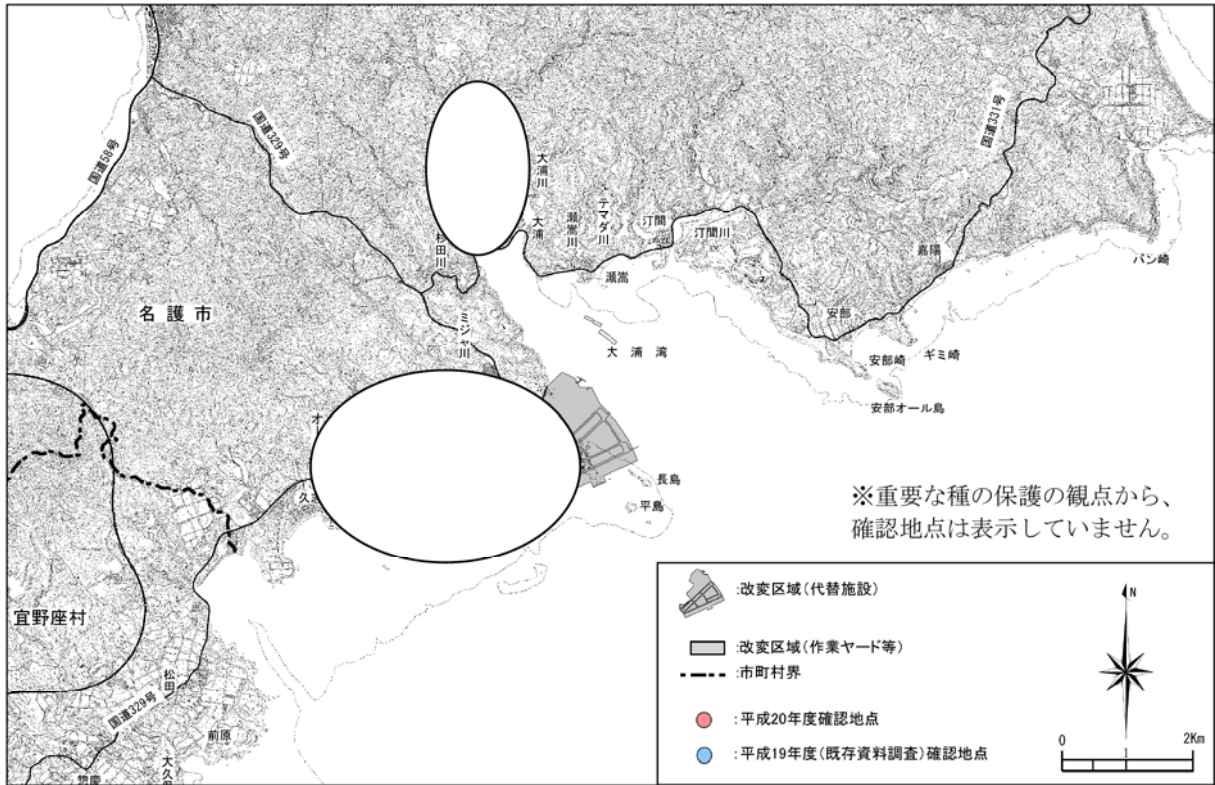 国道58号
国道329号
国道331号
大浦川
大浦
杉田川
瀬嵩川
テマダ川
汀間
汀間川
瀬嵩
嘉陽
バン崎
名護市
ミジャ川
大浦湾
安部
安部崎
ギミ崎
安部オール島
オー
久志
長島
平島
※重要な種の保護の観点から、
確認地点は表示していません。
宜野座村
松田
国道329号
前原
惣慶
:改変区域(代替施設)
:改変区域(作業ヤード等)
:市町村界
:平成20年度確認地点
:平成19年度(既存資料調査)確認地点
N
0 2Km